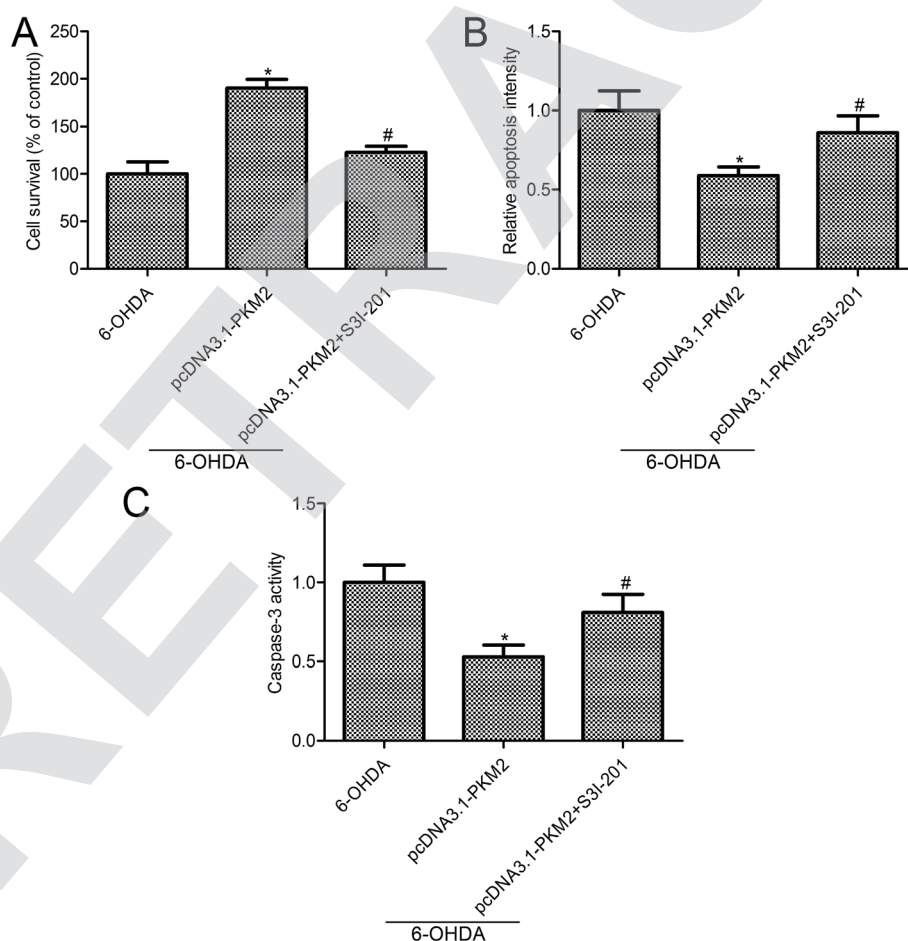 A
Cell survival (% of control)
250
200
150
100
50
0
*
#
6-OHDA
pcDNA3.1-PKM2
pcDNA3.1-PKM2+S3I-201
6-OHDA
B
Relative apoptosis intensity
1.5
1.0
0.5
0.0
*
#
6-OHDA
pcDNA3.1-PKM2
pcDNA3.1-PKM2+S3I-201
6-OHDA
C
Caspase-3 activity
1.5
1.0
0.5
0.0
*
#
6-OHDA
pcDNA3.1-PKM2
pcDNA3.1-PKM2+S3I-201
6-OHDA
RETRAC